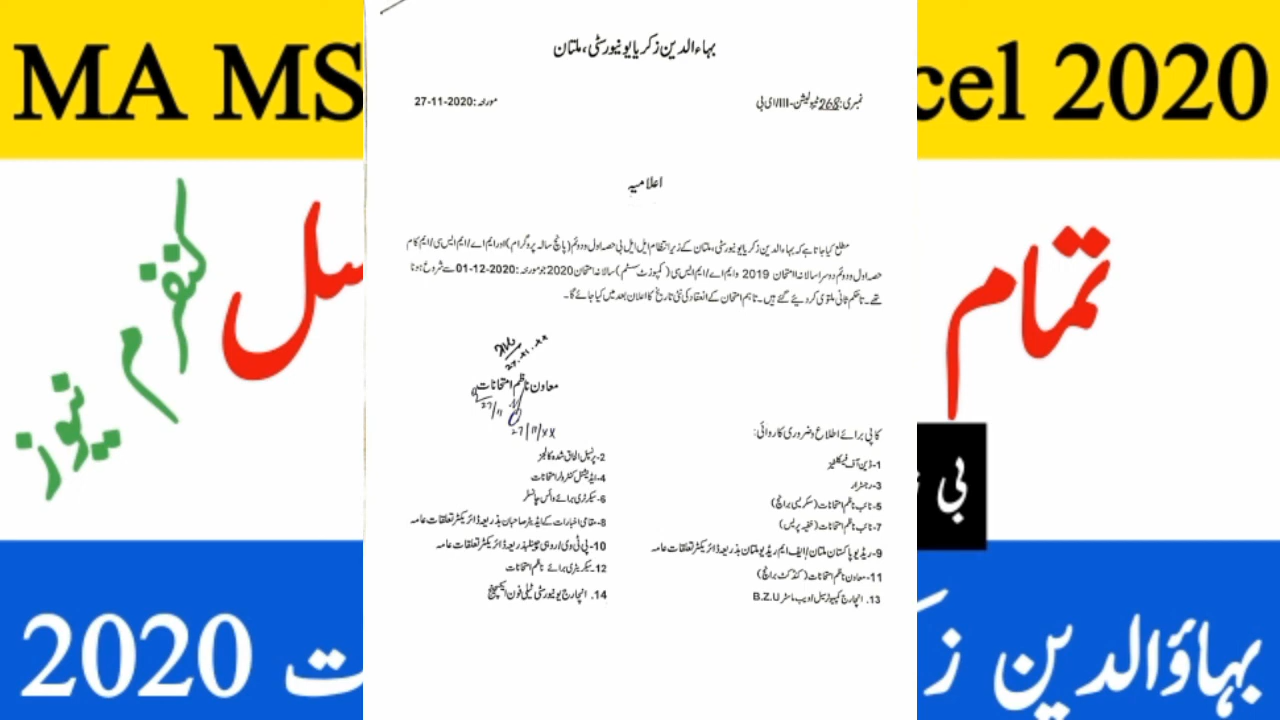 MA MS
cel 2020
کنفرم نیوز
تمام
بی
2020
بہاؤالدین ز
بہاءالدین زکریا یونیورسٹی، ملتان
نمبری: 268/ٹیبولیشن-III/ای بی
مورخہ: 27-11-2020
اعلامیہ
مطلع کیا جاتا ہے کہ بہاءالدین زکریا یونیورسٹی، ملتان کے زیر انتظام ایل ایل بی حصہ اول و دوئم (پانچ سالہ پروگرام) اور ایم اے/ایم ایس سی/ایم کام
حصہ اول و دوئم دوسرا سالانہ امتحان 2019 و ایم اے/ایم ایس سی (کمپوزٹ سسٹم) سالانہ امتحان 2020 جو مورخہ: 01-12-2020 سے شروع ہونا
تھے۔ تاحکم ثانی ملتوی کر دیئے گئے ہیں۔ تاہم امتحان کے انعقاد کی نئی تاریخ کا اعلان بعد میں کیا جائے گا۔
معاون ناظم امتحانات
27/11
کاپی برائے اطلاع و ضروری کاروائی:
1- ڈین آف فیکلٹیز
2- پرنسپل الحاق شدہ کالجز
3- رجسٹرار
4- ایڈیشنل کنٹرولر امتحانات
5- نائب ناظم امتحانات (سکریسی برانچ)
6- سیکرٹری برائے وائس چانسلر
7- نائب ناظم امتحانات (خفیہ پریس)
8- مقامی اخبارات کے ایڈیٹر صاحبان بذریعہ ڈائریکٹر تعلقات عامہ
9- ریڈیو پاکستان ملتان/ایف ایم ریڈیو ملتان بذریعہ ڈائریکٹر تعلقات عامہ
10- پی ٹی وی/روہی چینلز بذریعہ ڈائریکٹر تعلقات عامہ
11- معاون ناظم امتحانات (کنڈکٹ برانچ)
12- سیکریٹری برائے ناظم امتحانات
13. انچارج کمپیوٹر سیل/ویب ماسٹر B.Z.U
14. انچارج یونیورسٹی ٹیلی فون ایکسچینج